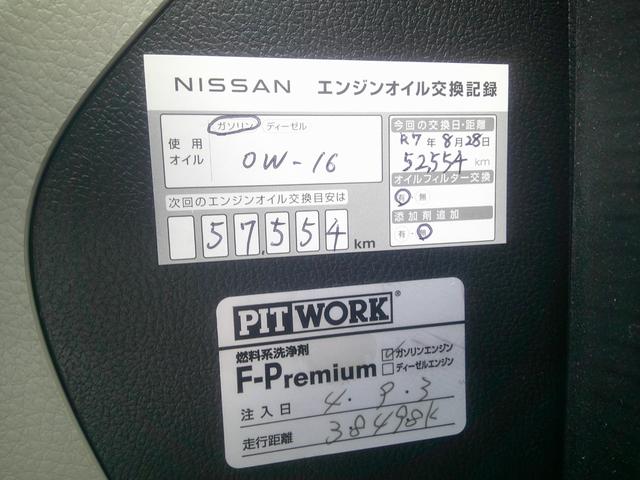 NISSAN エンジンオイル交換記録
ガソリン ディーゼル
使用オイル 0W-16
今回の交換日・距離
R7年8月28日
52554 km
オイルフィルター交換
有・無
添加剤追加
有・無
次回のエンジンオイル交換目安は
57,554 km
PIT WORK®
燃料系洗浄剤
F-Premium
ガソリンエンジン
ディーゼルエンジン
注入日 4.9.3
走行距離 38498K